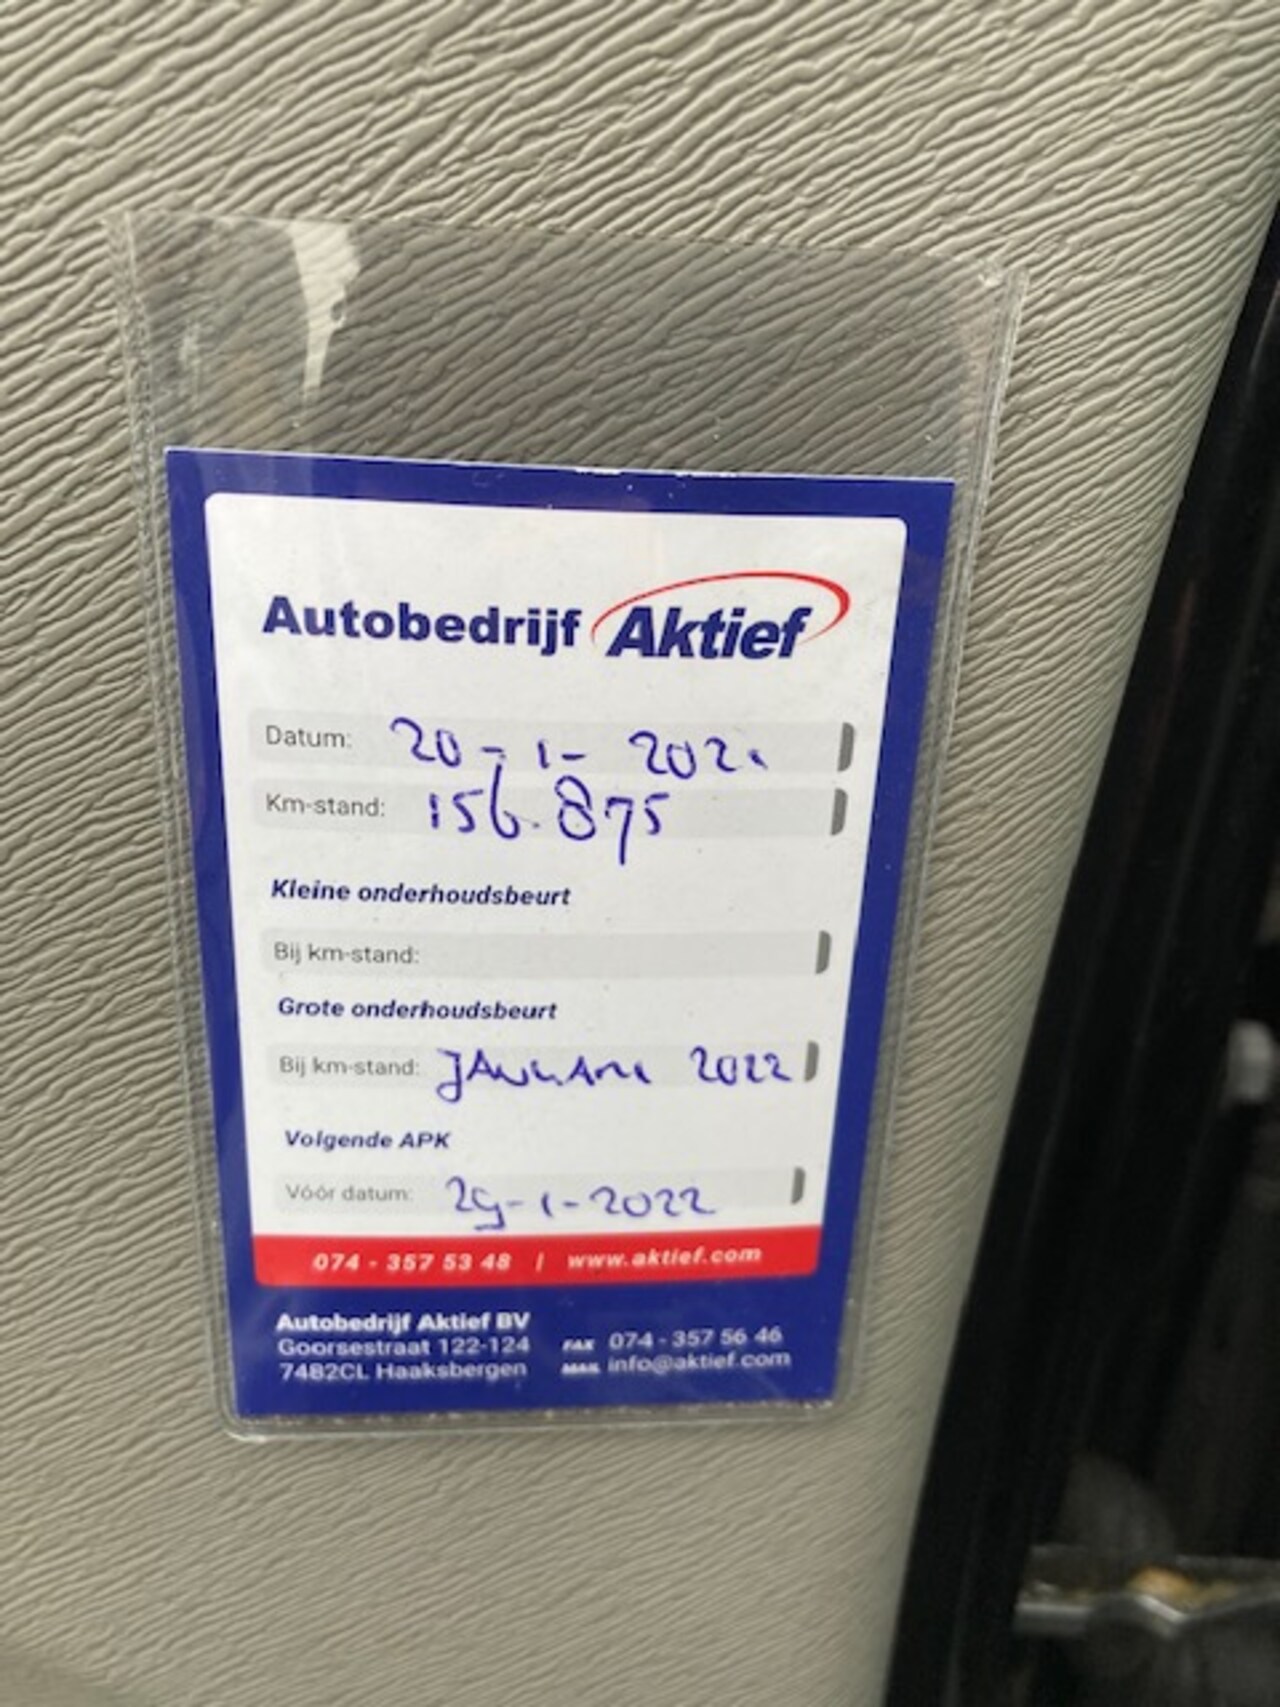 Autobedrijf Aktief
Datum: 20-1-2021
Km-stand: 156.875
Kleine onderhoudsbeurt
Bij km-stand:
Grote onderhoudsbeurt
Bij km-stand: JANUARI 2022
Volgende APK
Vóór datum: 29-1-2022
074 - 357 53 48 | www.aktief.com
Autobedrijf Aktief BV
Goorsestraat 122-124 FAX 074 - 357 56 46
7482CL Haaksbergen MAIL info@aktief.com